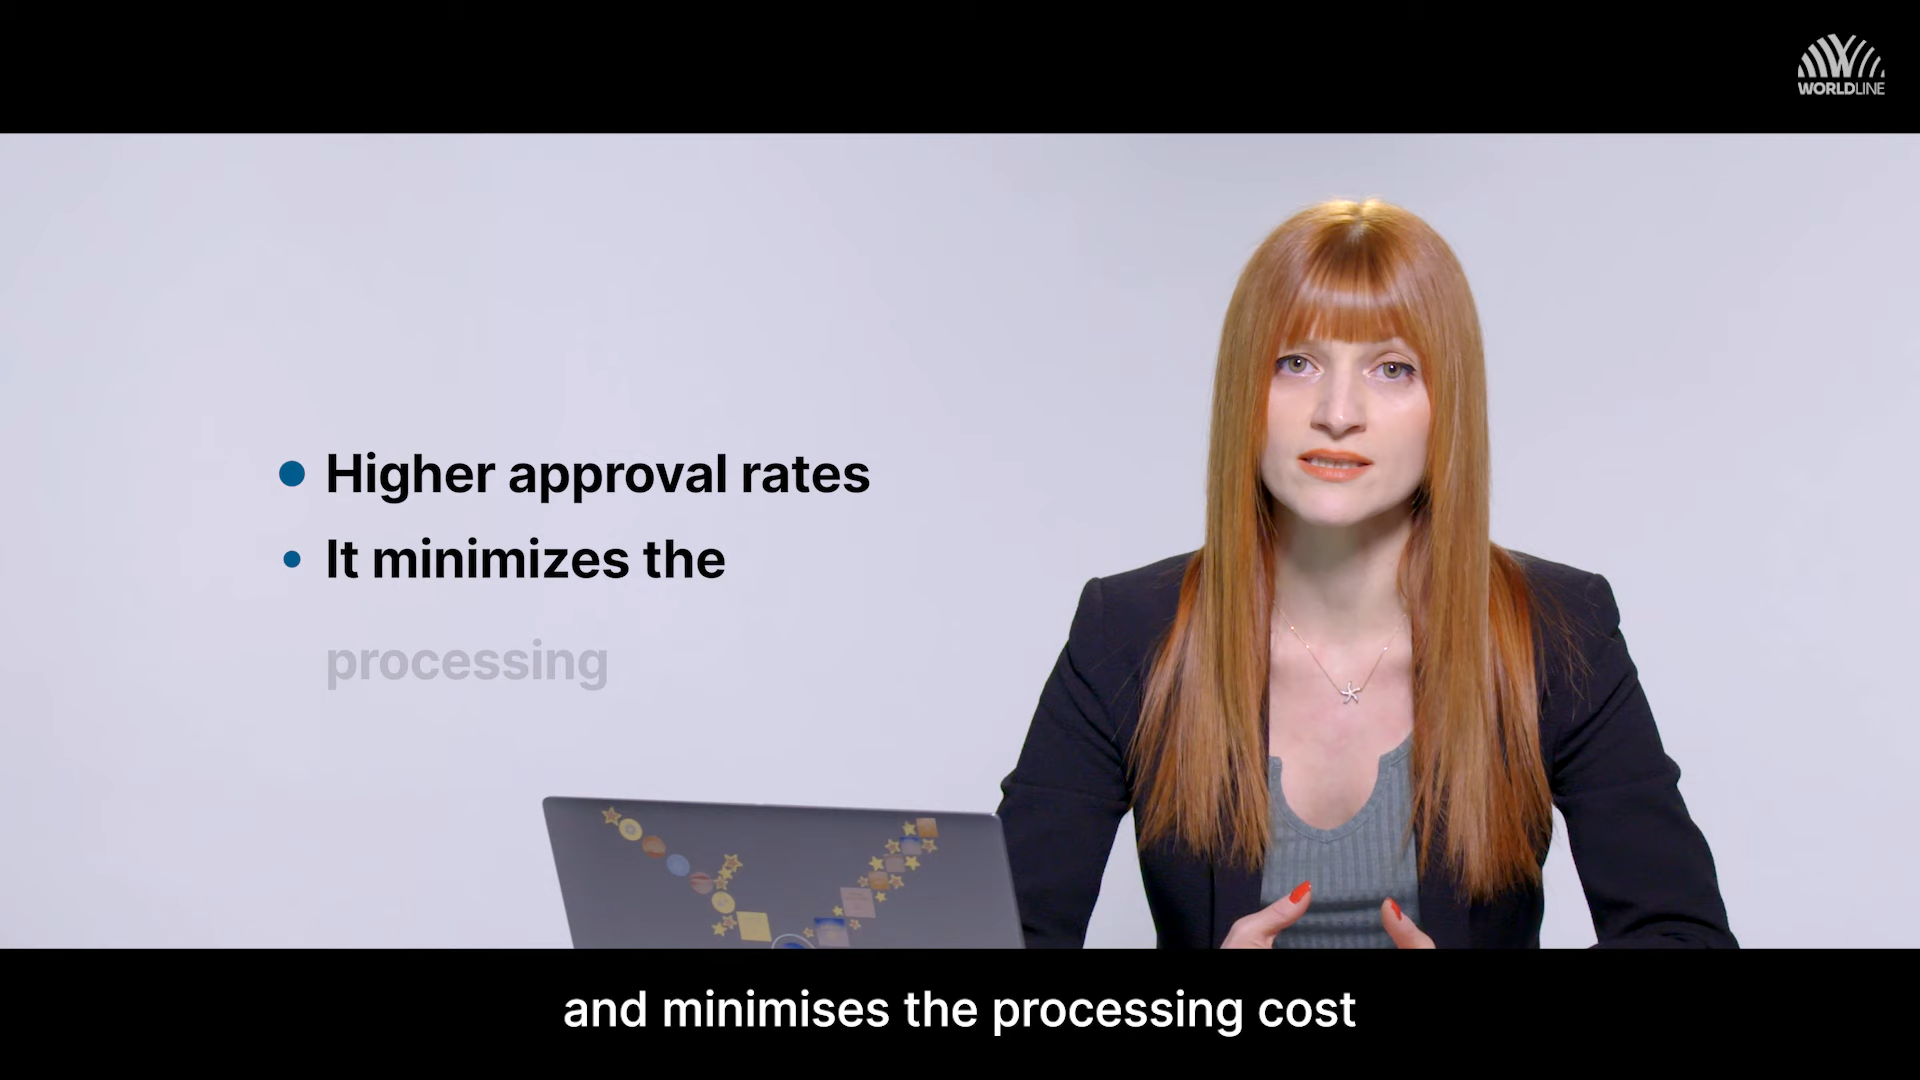 WORLDLINE
Higher approval rates
It minimizes the
processing
and minimises the processing cost